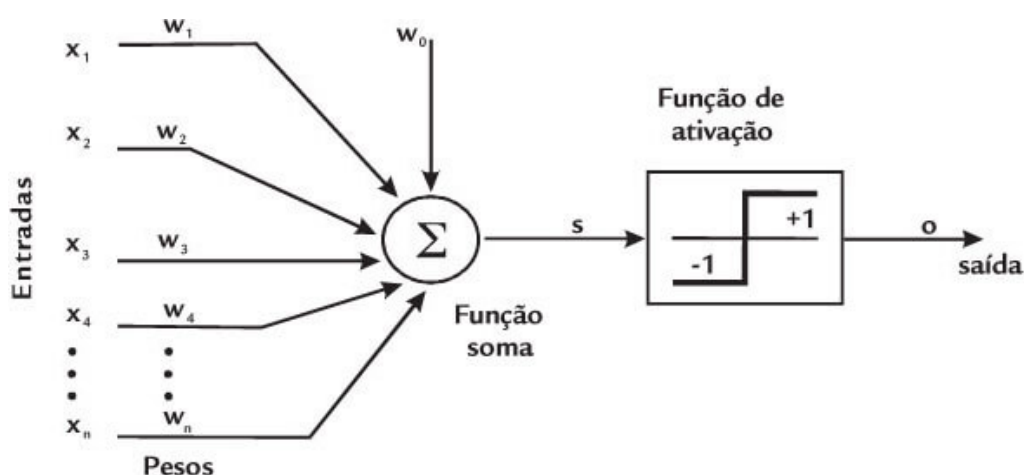 w₁
w₀
x₁
Função de
ativação
w₂
x₂
Entradas
Σ
s
+1
-1
o
saída
w₃
x₃
w₄
x₄
Função
soma
wₙ
xₙ
Pesos